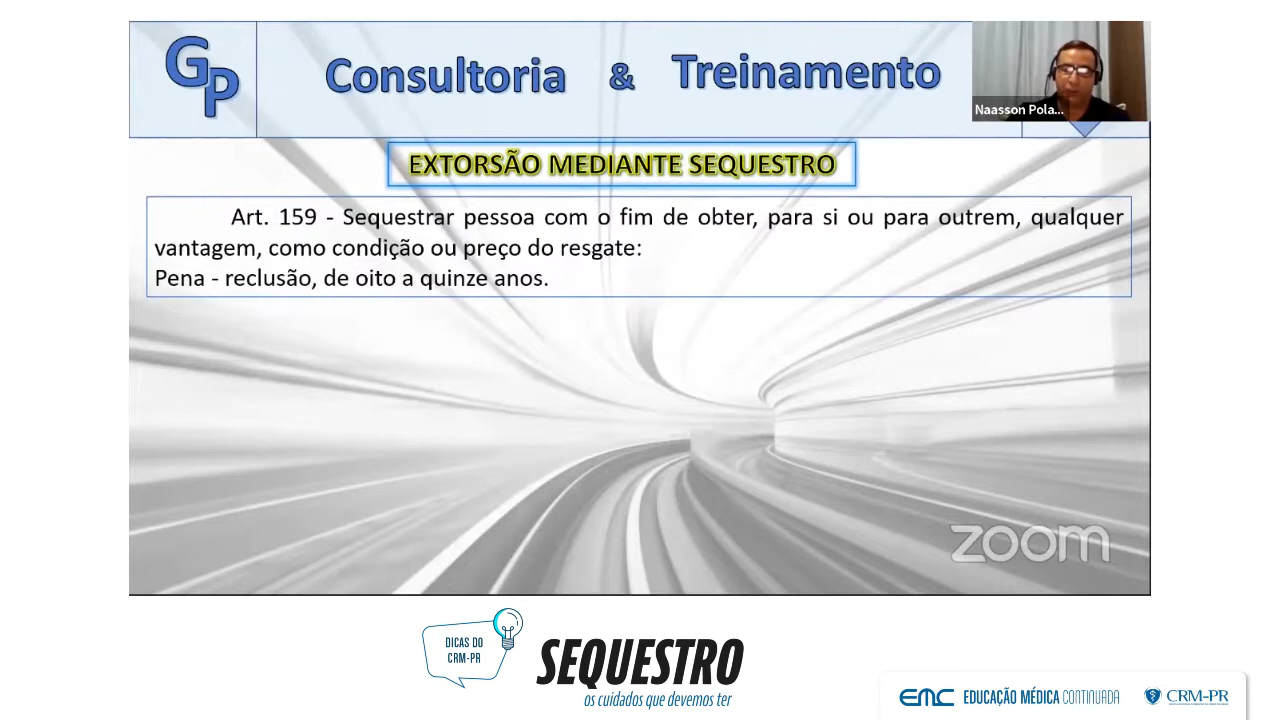 GP
Consultoria & Treinamento
Naasson Pola...
EXTORSÃO MEDIANTE SEQUESTRO
Art. 159 - Sequestrar pessoa com o fim de obter, para si ou para outrem, qualquer
vantagem, como condição ou preço do resgate:
Pena - reclusão, de oito a quinze anos.
zoom
DICAS DO
CRM-PR
SEQUESTRO
os cuidados que devemos ter
EMC EDUCAÇÃO MÉDICA CONTINUADA
CRM-PR